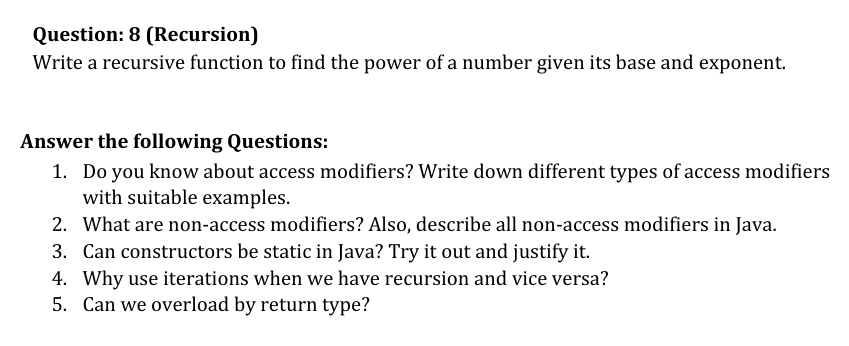 Question: 8 (Recursion)
Write a recursive function to find the power of a number given its base and exponent.
Answer the following Questions:
1. Do you know about access modifiers? Write down different types of access modifiers
with suitable examples.
2. What are non-access modifiers? Also, describe all non-access modifiers in Java.
3. Can constructors be static in Java? Try it out and justify it.
4. Why use iterations when we have recursion and vice versa?
5. Can we overload by return type?